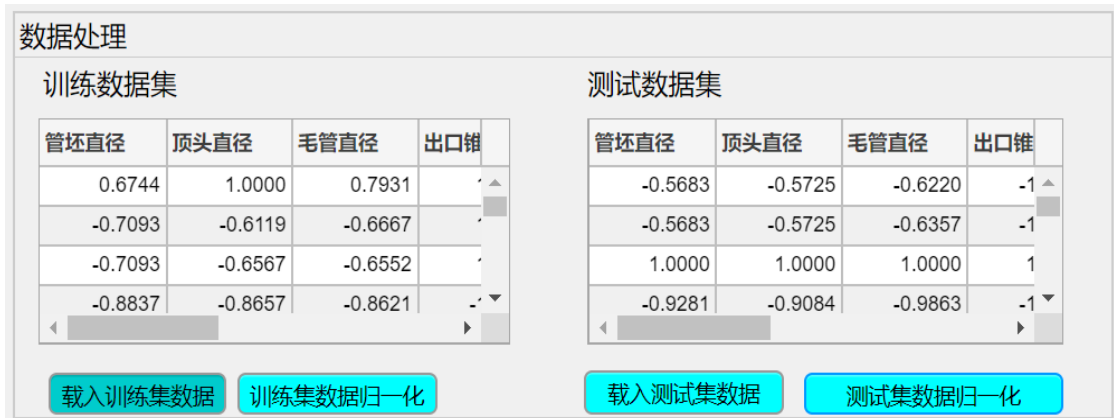 数据处理
训练数据集
管坯直径 顶头直径 毛管直径 出口锥
0.6744 1.0000 0.7931
-0.7093 -0.6119 -0.6667
-0.7093 -0.6567 -0.6552
-0.8837 -0.8657 -0.8621
载入训练集数据 训练集数据归一化
测试数据集
管坯直径 顶头直径 毛管直径 出口锥
-0.5683 -0.5725 -0.6220 -1
-0.5683 -0.5725 -0.6357 -1
1.0000 1.0000 1.0000 1
-0.9281 -0.9084 -0.9863 -1
载入测试集数据 测试集数据归一化